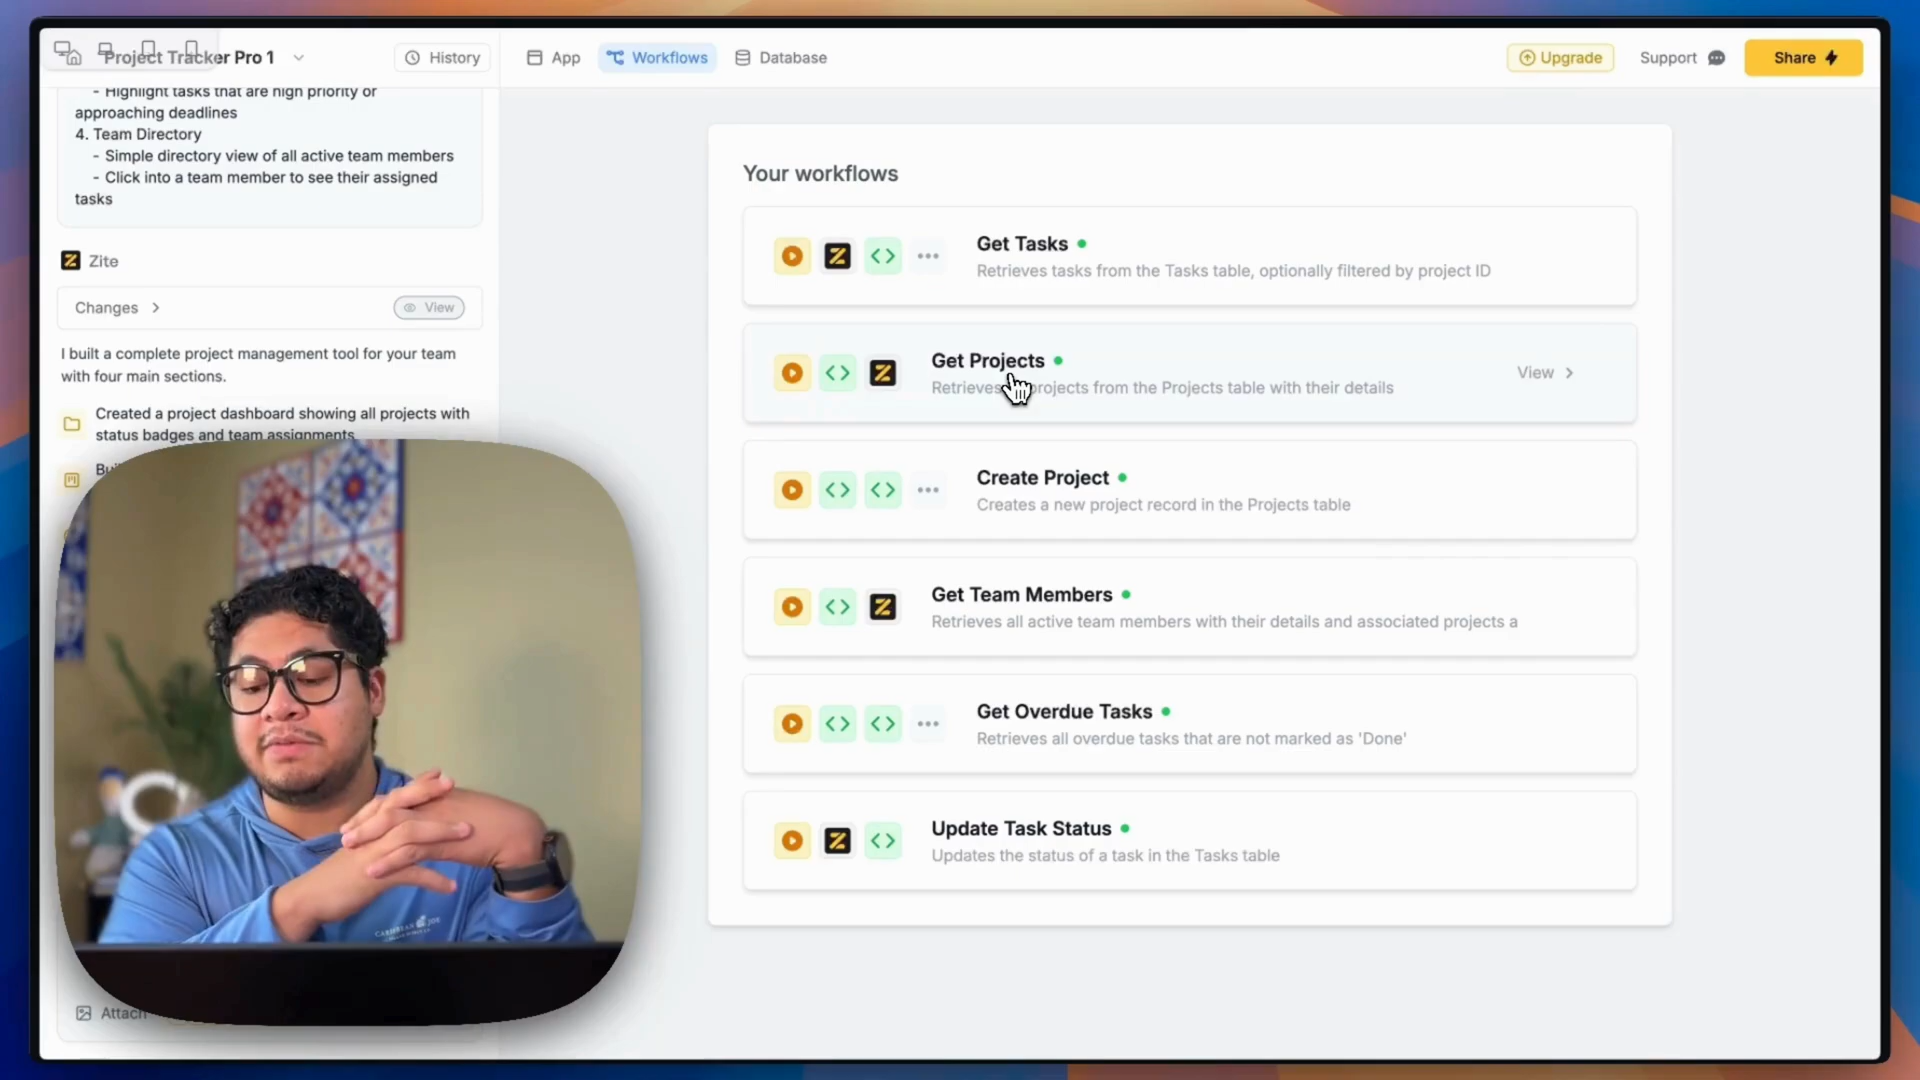 Project Tracker Pro 1
History
App
Workflows
Database
Upgrade
Support
Share
- Highlight tasks that are high priority or
approaching deadlines
4. Team Directory
- Simple directory view of all active team members
- Click into a team member to see their assigned
tasks
Zite
Changes
View
I built a complete project management tool for your team
with four main sections.
Created a project dashboard showing all projects with
status badges and team assignments
Attach
Your workflows
Get Tasks
Retrieves tasks from the Tasks table, optionally filtered by project ID
Get Projects
Retrieves projects from the Projects table with their details
View
Create Project
Creates a new project record in the Projects table
Get Team Members
Retrieves all active team members with their details and associated projects a
Get Overdue Tasks
Retrieves all overdue tasks that are not marked as 'Done'
Update Task Status
Updates the status of a task in the Tasks table
CARIBBEAN JOE